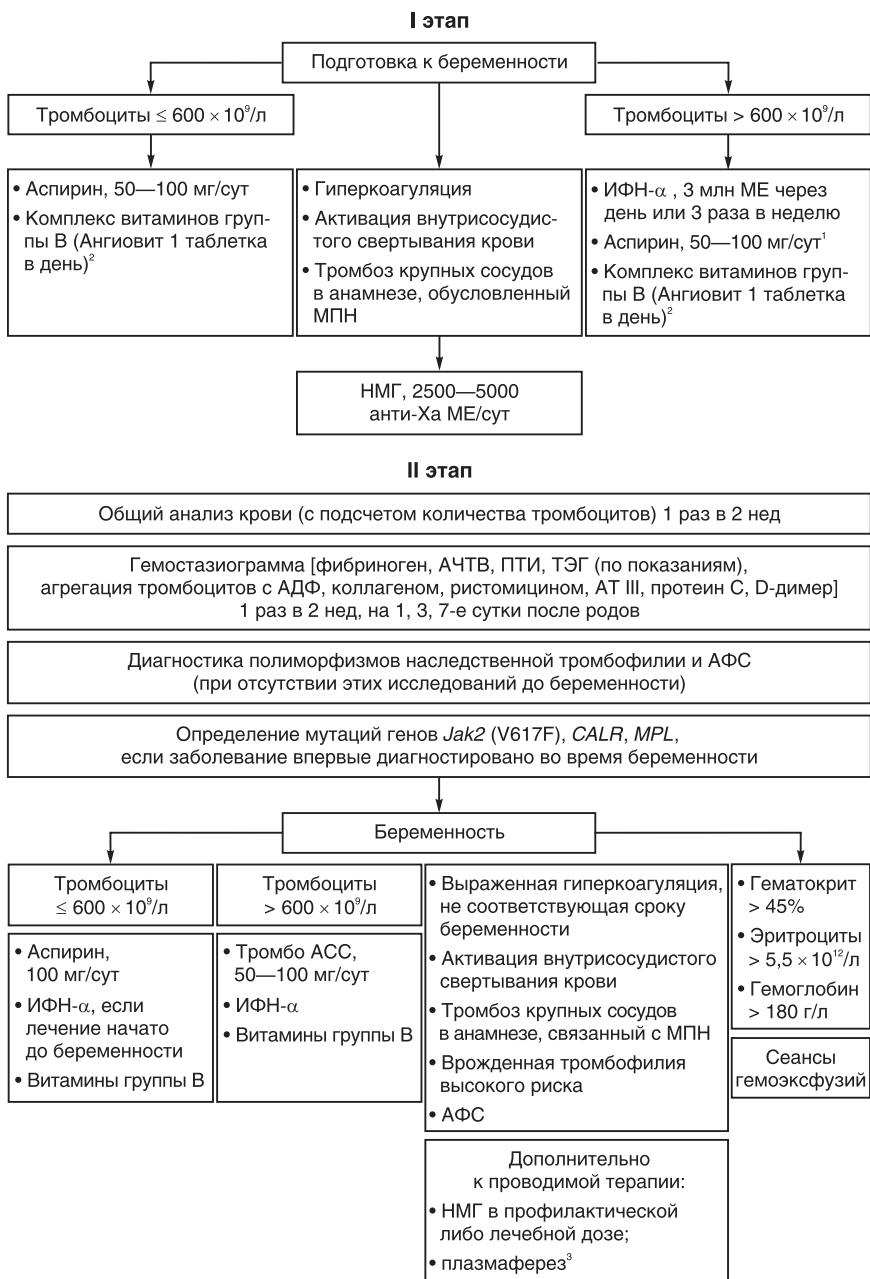 I этап
Подготовка к беременности
Тромбоциты ≤ 600 × 10⁹/л
Тромбоциты > 600 × 10⁹/л
• Аспирин, 50—100 мг/сут
• Комплекс витаминов груп-
пы В (Ангиовит 1 таблетка
в день)²
• Гиперкоагуляция
• Активация внутрисосудис-
того свертывания крови
• Тромбоз крупных сосудов
в анамнезе, обусловленный
МПН
• ИФН-α , 3 млн МЕ через
день или 3 раза в неделю
• Аспирин, 50—100 мг/сут¹
• Комплекс витаминов груп-
пы В (Ангиовит 1 таблетка
в день)²
НМГ, 2500—5000
анти-Ха МЕ/сут
II этап
Общий анализ крови (с подсчетом количества тромбоцитов) 1 раз в 2 нед
Гемостазиограмма [фибриноген, АЧТВ, ПТИ, ТЭГ (по показаниям),
агрегация тромбоцитов с АДФ, коллагеном, ристомицином, АТ III, протеин С, D-димер]
1 раз в 2 нед, на 1, 3, 7-е сутки после родов
Диагностика полиморфизмов наследственной тромбофилии и АФС
(при отсутствии этих исследований до беременности)
Определение мутаций генов Jak2 (V617F), CALR, MPL,
если заболевание впервые диагностировано во время беременности
Беременность
Тромбоциты
≤ 600 × 10⁹/л
• Аспирин,
100 мг/сут
• ИФН-α, если
лечение начато
до беременности
• Витамины группы В
Тромбоциты
> 600 × 10⁹/л
• Тромбо АСС,
50—100 мг/сут
• ИФН-α
• Витамины группы В
• Выраженная гиперкоагуляция,
не соответствующая сроку
беременности
• Активация внутрисосудистого
свертывания крови
• Тромбоз крупных сосудов
в анамнезе, связанный с МПН
• Врожденная тромбофилия
высокого риска
• АФС
Дополнительно
к проводимой терапии:
• НМГ в профилактической
либо лечебной дозе;
• плазмаферез³
• Гематокрит
> 45%
• Эритроциты
> 5,5 × 10¹²/л
• Гемоглобин
> 180 г/л
Сеансы
гемоэксфузий